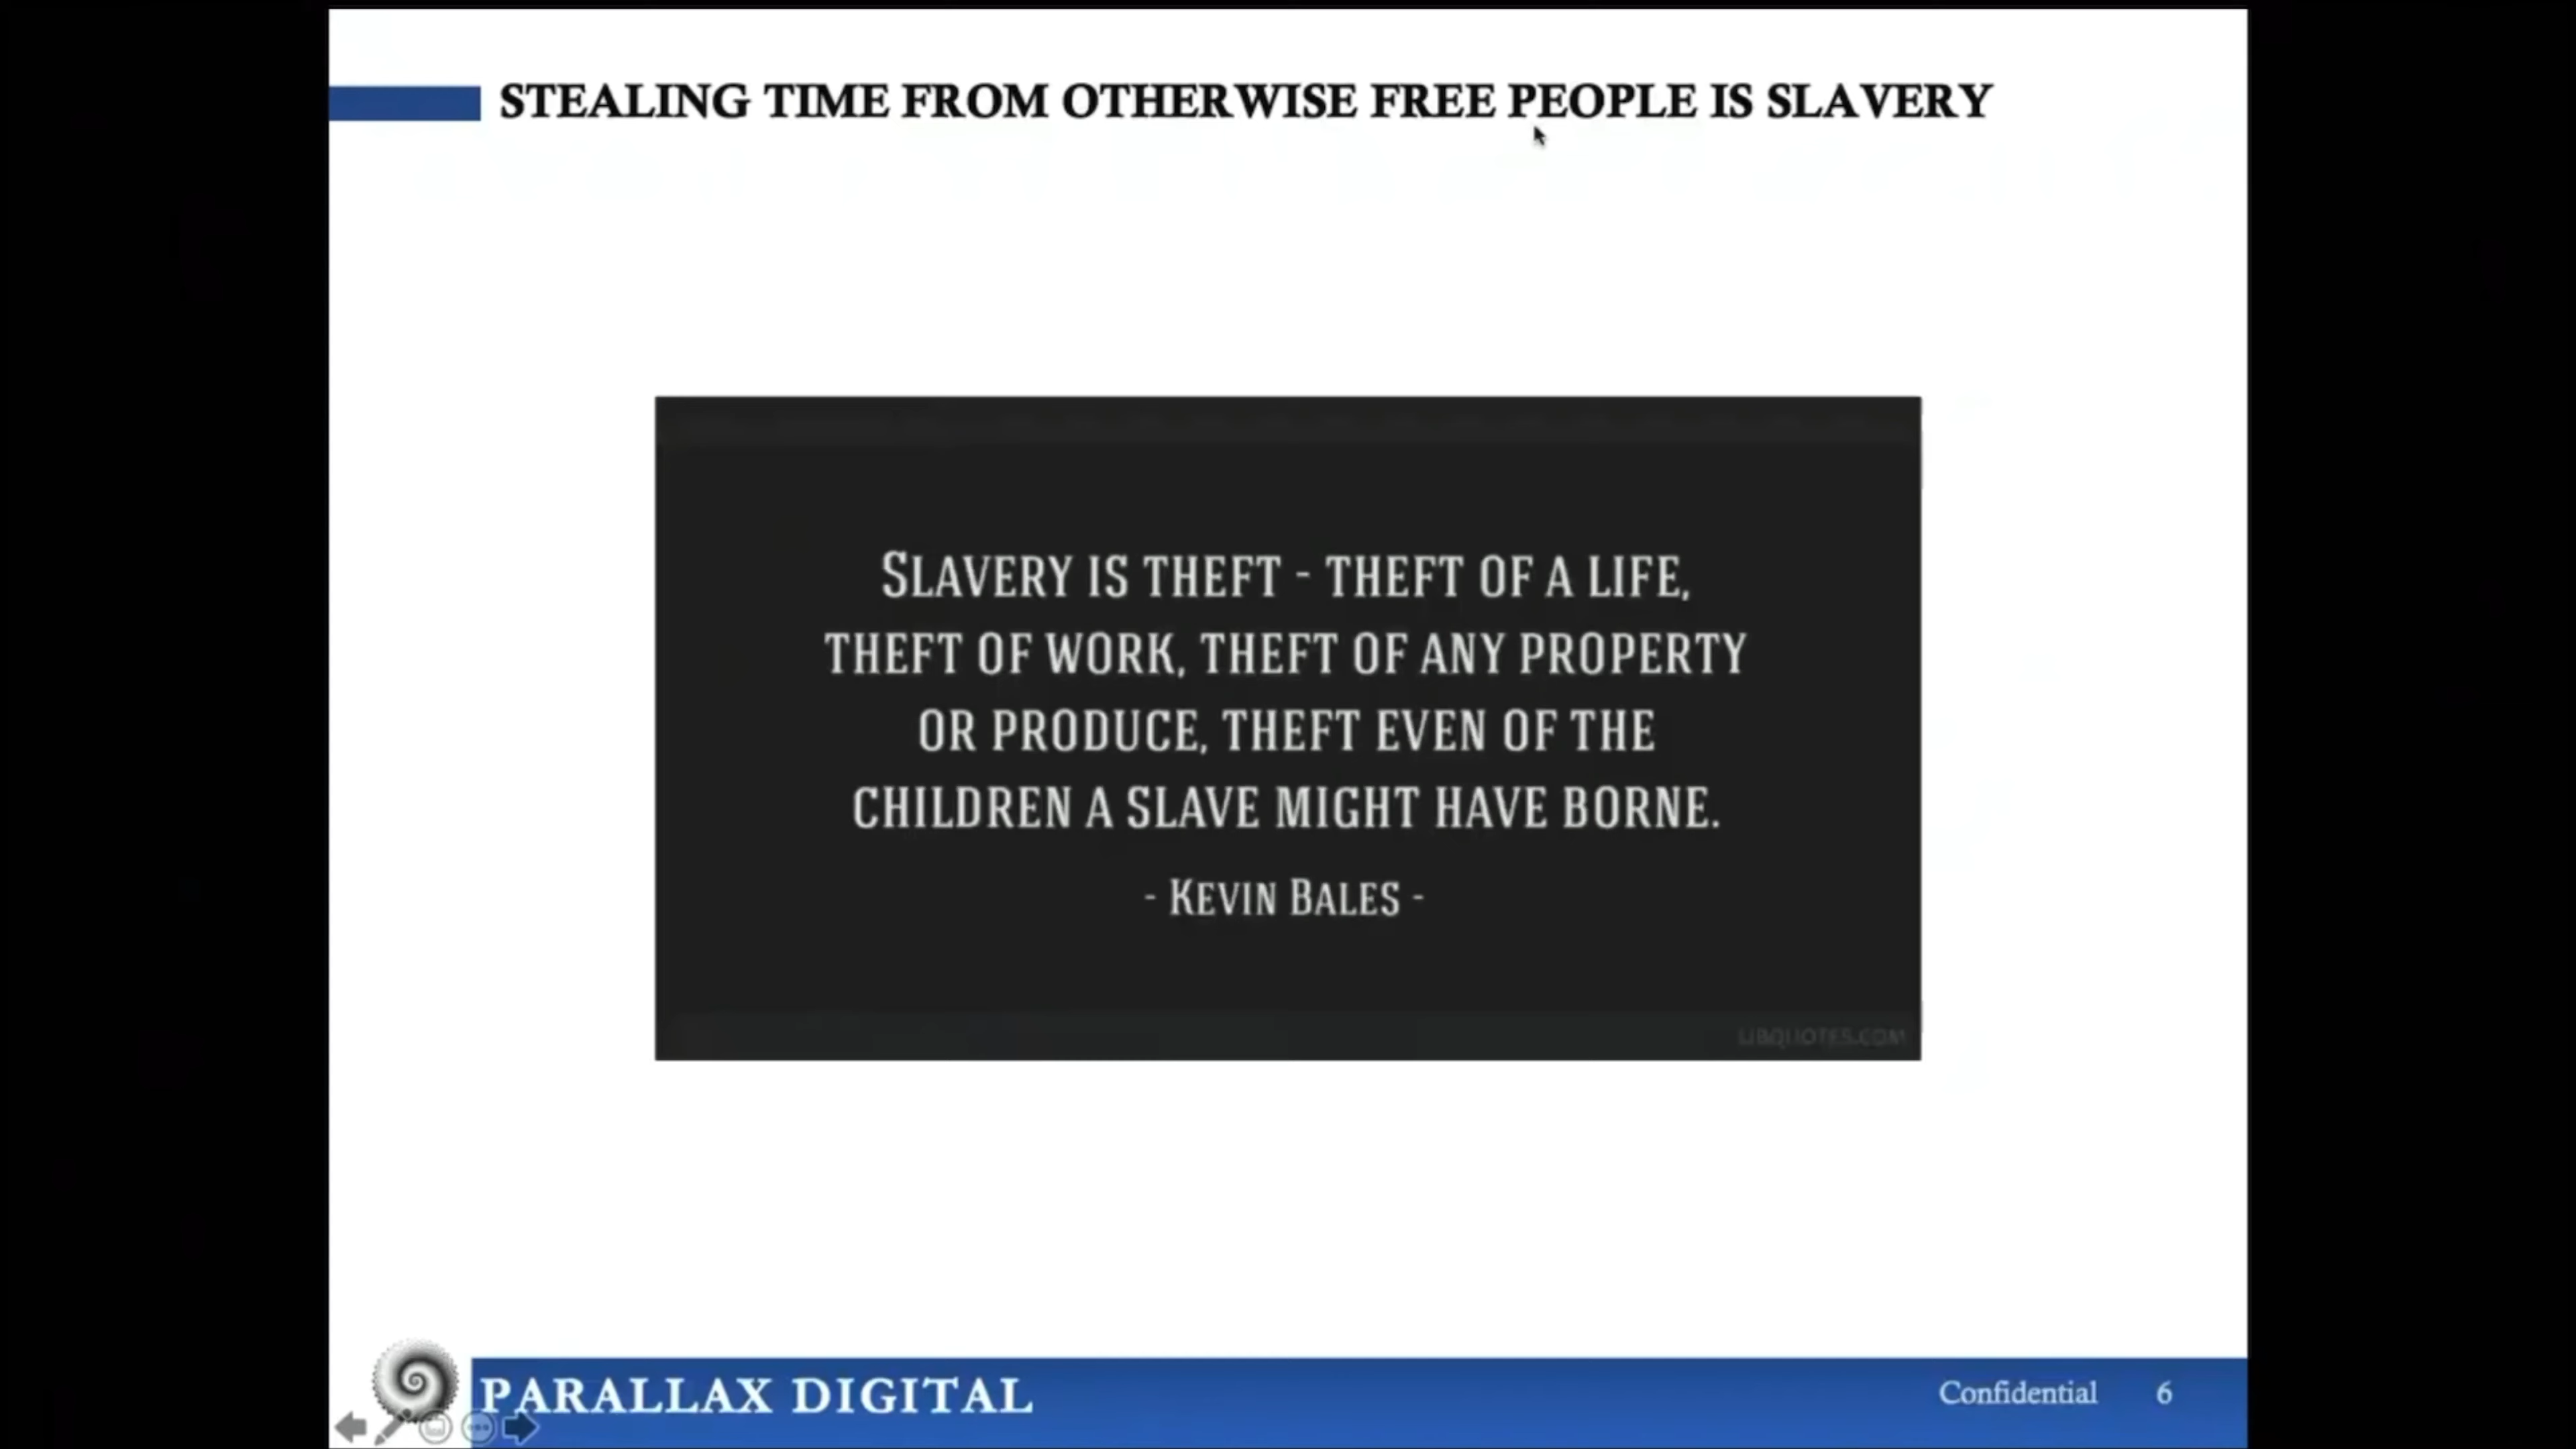 STEALING TIME FROM OTHERWISE FREE PEOPLE IS SLAVERY
SLAVERY IS THEFT - THEFT OF A LIFE,
THEFT OF WORK, THEFT OF ANY PROPERTY
OR PRODUCE, THEFT EVEN OF THE
CHILDREN A SLAVE MIGHT HAVE BORNE.
- KEVIN BALES -
LIBQUOTES.COM
PARALLAX DIGITAL
Confidential 6